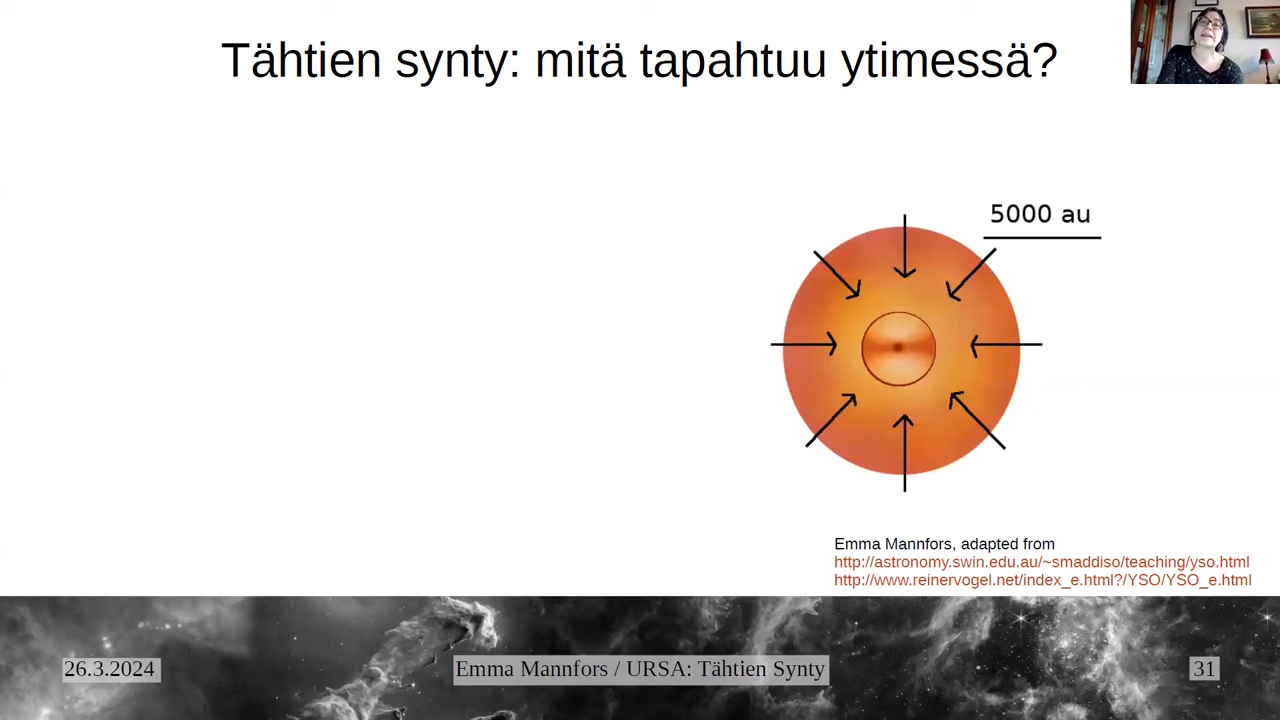 Tähtien synty: mitä tapahtuu ytimessä?
5000 au
Emma Mannfors, adapted from
http://astronomy.swin.edu.au/~smaddiso/teaching/yso.html
http://www.reinervogel.net/index_e.html?/YSO/YSO_e.html
26.3.2024
Emma Mannfors / URSA: Tähtien Synty
31